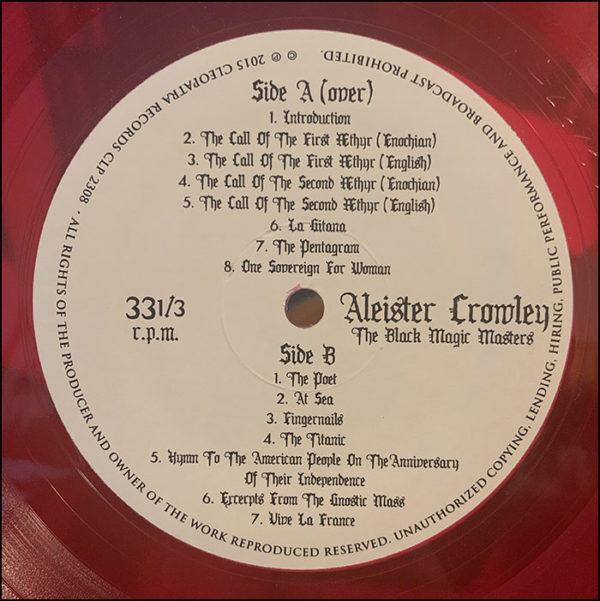 Side A (over)
1. Introduction
2. The Call Of The First Æthyr (Enochian)
3. The Call Of The First Æthyr (English)
4. The Call Of The Second Æthyr (Enochian)
5. The Call Of The Second Æthyr (English)
6. La Gitana
7. The Pentagram
8. One Sovereign For Woman
33 1/3
r.p.m.
Aleister Crowley
The Black Magic Masters
Side B
1. The Poet
2. At Sea
3. Fingernails
4. The Titanic
5. Hymn To The American People On The Anniversary
Of Their Independence
6. Excerpts From The Gnostic Mass
7. Vive La France
© ℗ 2015 CLEOPATRA RECORDS CLP 2308 · ALL RIGHTS OF THE PRODUCER AND OWNER OF THE WORK REPRODUCED RESERVED. UNAUTHORIZED COPYING, LENDING, HIRING, PUBLIC PERFORMANCE AND BROADCAST PROHIBITED.